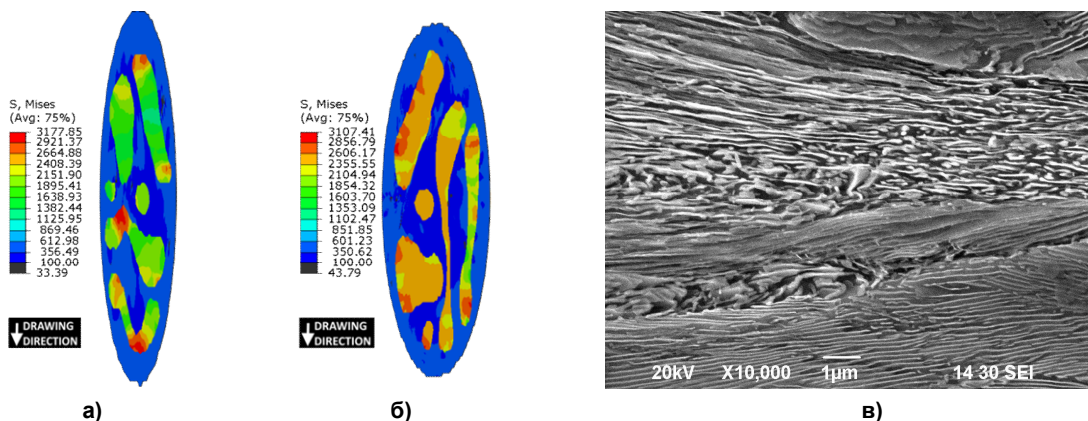 S, Mises
(Avg: 75%)
3177.85
2921.37
2664.88
2408.39
2151.90
1895.41
1638.93
1382.44
1125.95
869.46
612.98
356.49
100.00
33.39
DRAWING
DIRECTION
а)
S, Mises
(Avg: 75%)
3107.41
2856.79
2606.17
2355.55
2104.94
1854.32
1603.70
1353.09
1102.47
851.85
601.23
350.62
100.00
43.79
DRAWING
DIRECTION
б)
20kV X10,000 1µm 14 30 SEI
в)